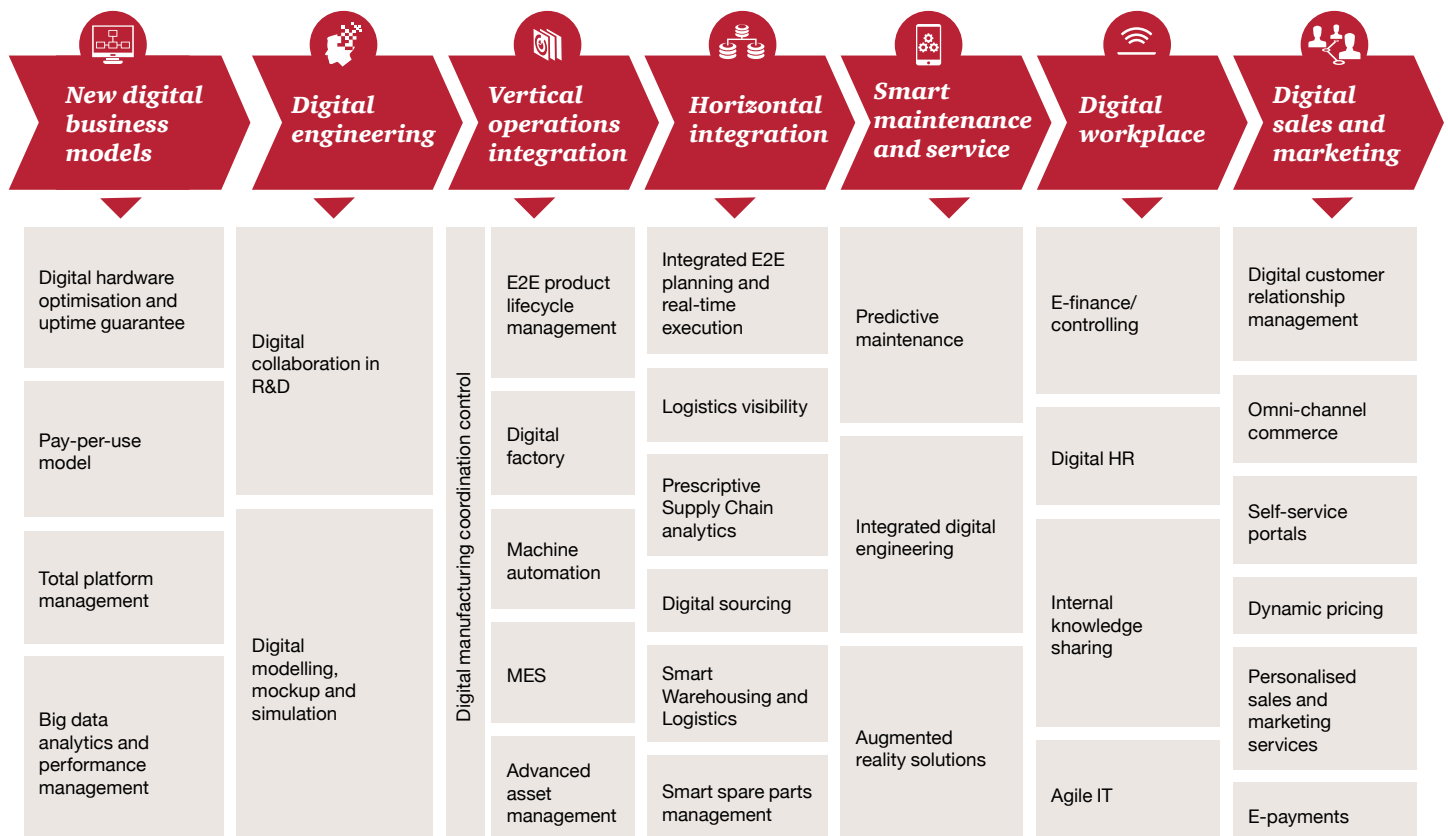 New digital
business
models
Digital
engineering
Vertical
operations
integration
Horizontal
integration
Smart
maintenance
and service
Digital
workplace
Digital
sales and
marketing
Digital hardware
optimisation and
uptime guarantee
Pay-per-use
model
Total platform
management
Big data
analytics and
performance
management
Digital
collaboration in
R&D
Digital
modelling,
mockup and
simulation
Digital manufacturing coordination control
E2E product
lifecycle
management
Digital
factory
Machine
automation
MES
Advanced
asset
management
Integrated E2E
planning and
real-time
execution
Logistics visibility
Prescriptive
Supply Chain
analytics
Digital sourcing
Smart
Warehousing and
Logistics
Smart spare parts
management
Predictive
maintenance
Integrated digital
engineering
Augmented
reality solutions
E-finance/
controlling
Digital HR
Internal
knowledge
sharing
Agile IT
Digital customer
relationship
management
Omni-channel
commerce
Self-service
portals
Dynamic pricing
Personalised
sales and
marketing
services
E-payments